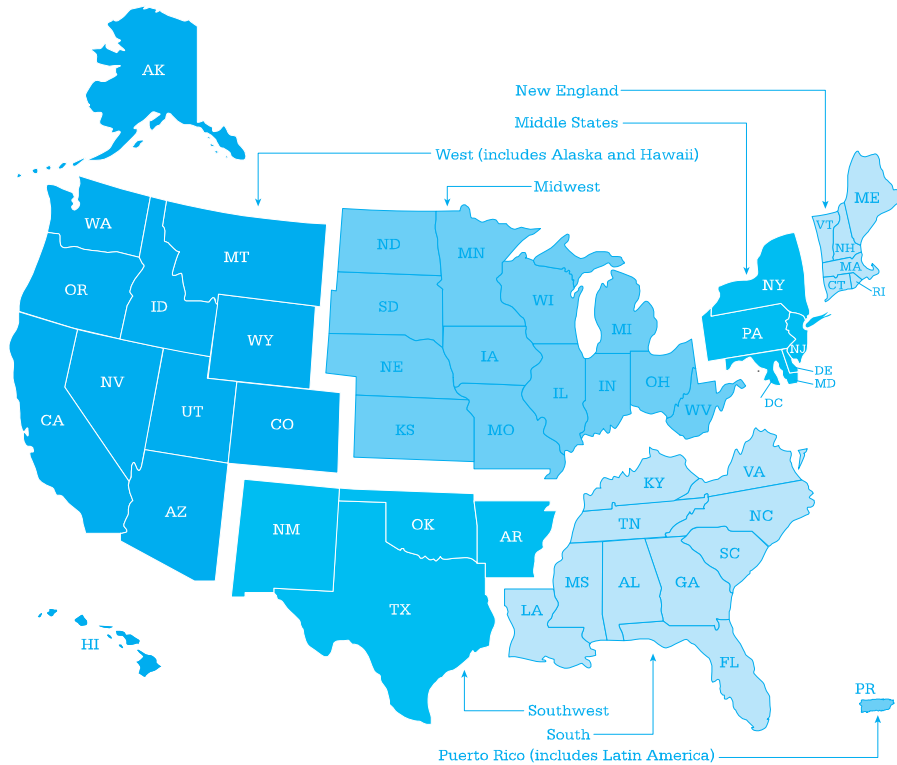 AK
New England
Middle States
West (includes Alaska and Hawaii)
Midwest
ME
WA
VT
ND
MN
NH
MT
MA
OR
ID
SD
WI
NY
CT
RI
MI
PA
WY
IA
NJ
NE
DE
NV
OH
MD
UT
IL
IN
DC
CA
CO
KS
MO
WV
KY
VA
AZ
NM
OK
AR
TN
NC
SC
TX
MS
AL
GA
LA
HI
FL
PR
Southwest
South
Puerto Rico (includes Latin America)